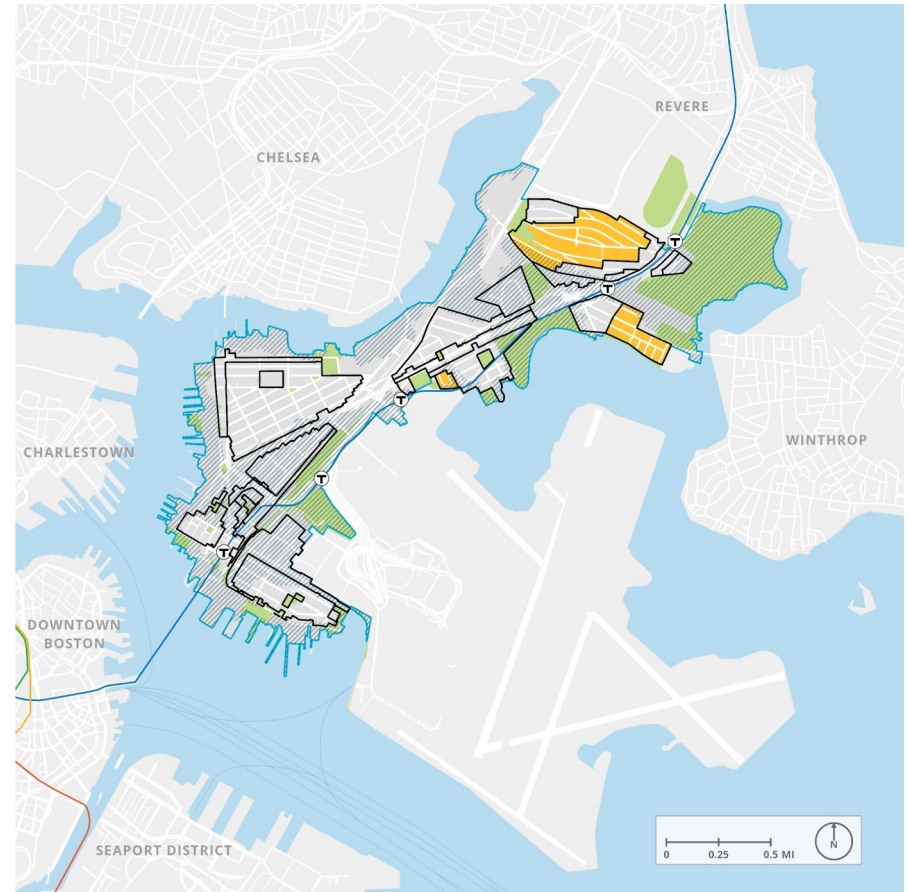 REVERE
CHELSEA
T
T
WINTHROP
T
CHARLESTOWN
T
T
DOWNTOWN
BOSTON
SEAPORT DISTRICT
N
0 0.25 0.5 MI